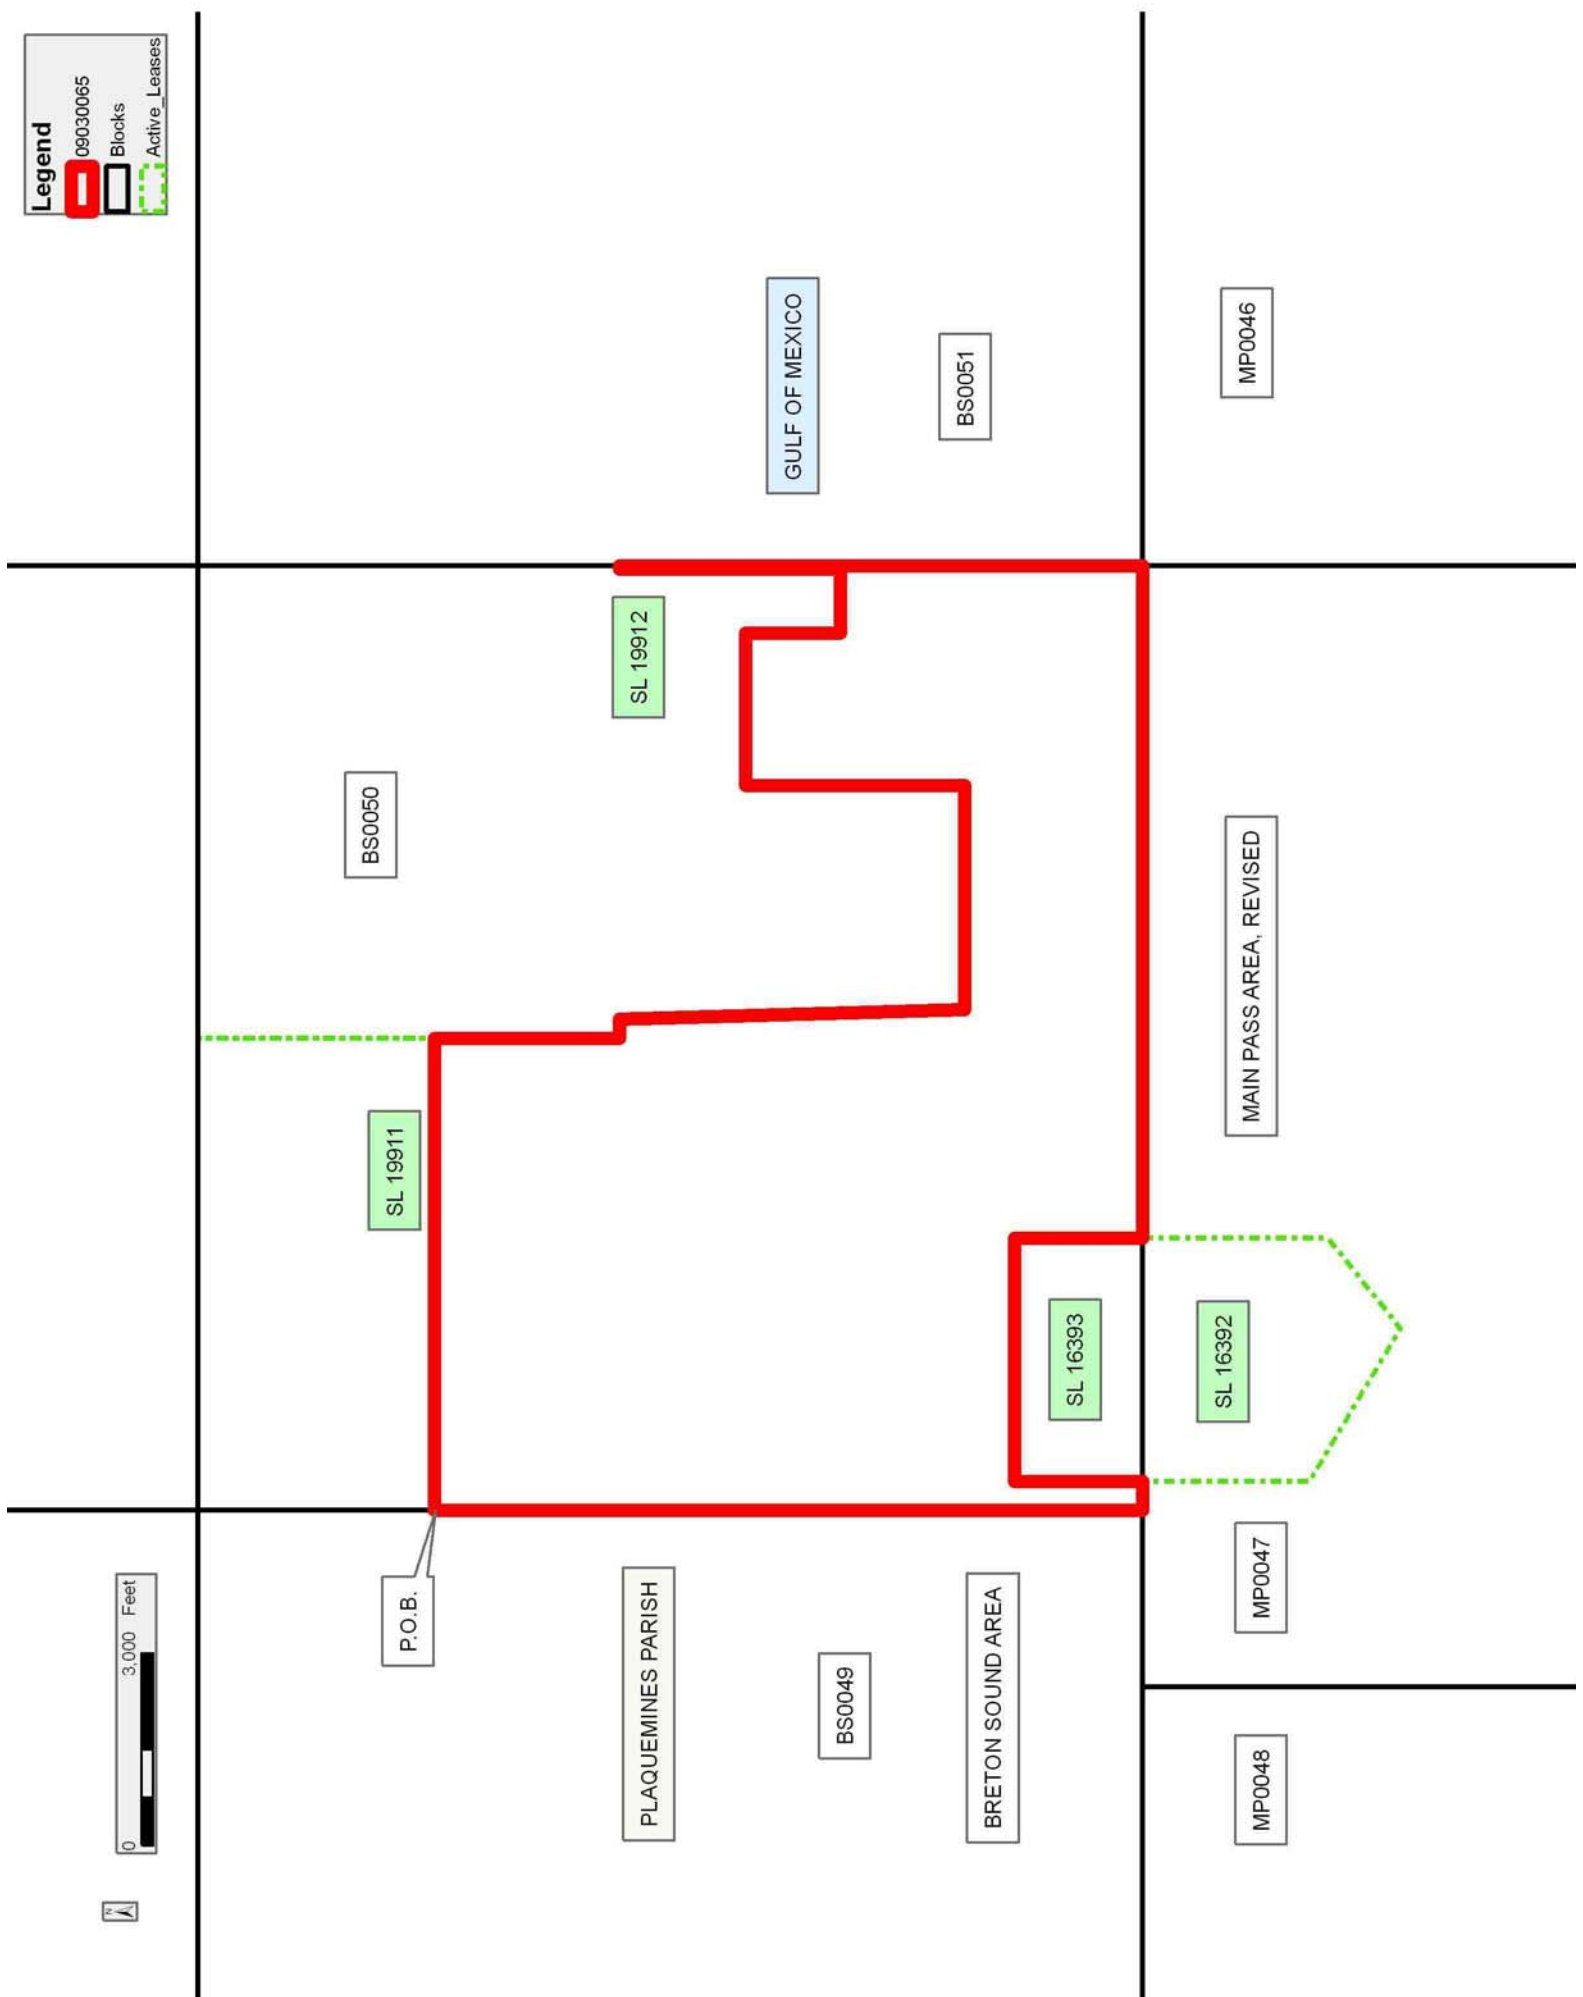 N
0
3,000 Feet
Legend
09030065
Blocks
Active_Leases
P.O.B.
SL 19911
BS0050
PLAQUEMINES PARISH
SL 19912
GULF OF MEXICO
BS0049
BS0051
BRETON SOUND AREA
SL 16393
SL 16392
MP0048
MP0047
MAIN PASS AREA, REVISED
MP0046